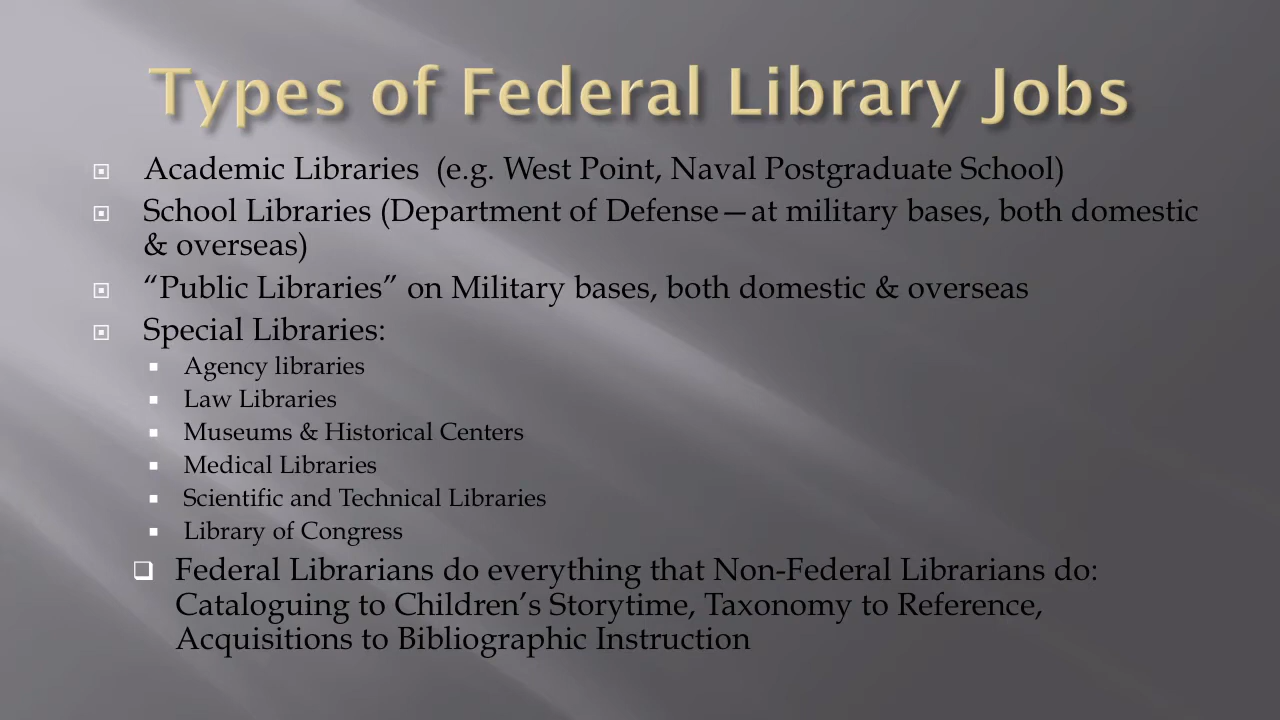 Types of Federal Library Jobs
Academic Libraries  (e.g. West Point, Naval Postgraduate School)
School Libraries (Department of Defense—at military bases, both domestic
& overseas)
“Public Libraries” on Military bases, both domestic & overseas
Special Libraries:
Agency libraries
Law Libraries
Museums & Historical Centers
Medical Libraries
Scientific and Technical Libraries
Library of Congress
Federal Librarians do everything that Non-Federal Librarians do:
Cataloguing to Children’s Storytime, Taxonomy to Reference,
Acquisitions to Bibliographic Instruction